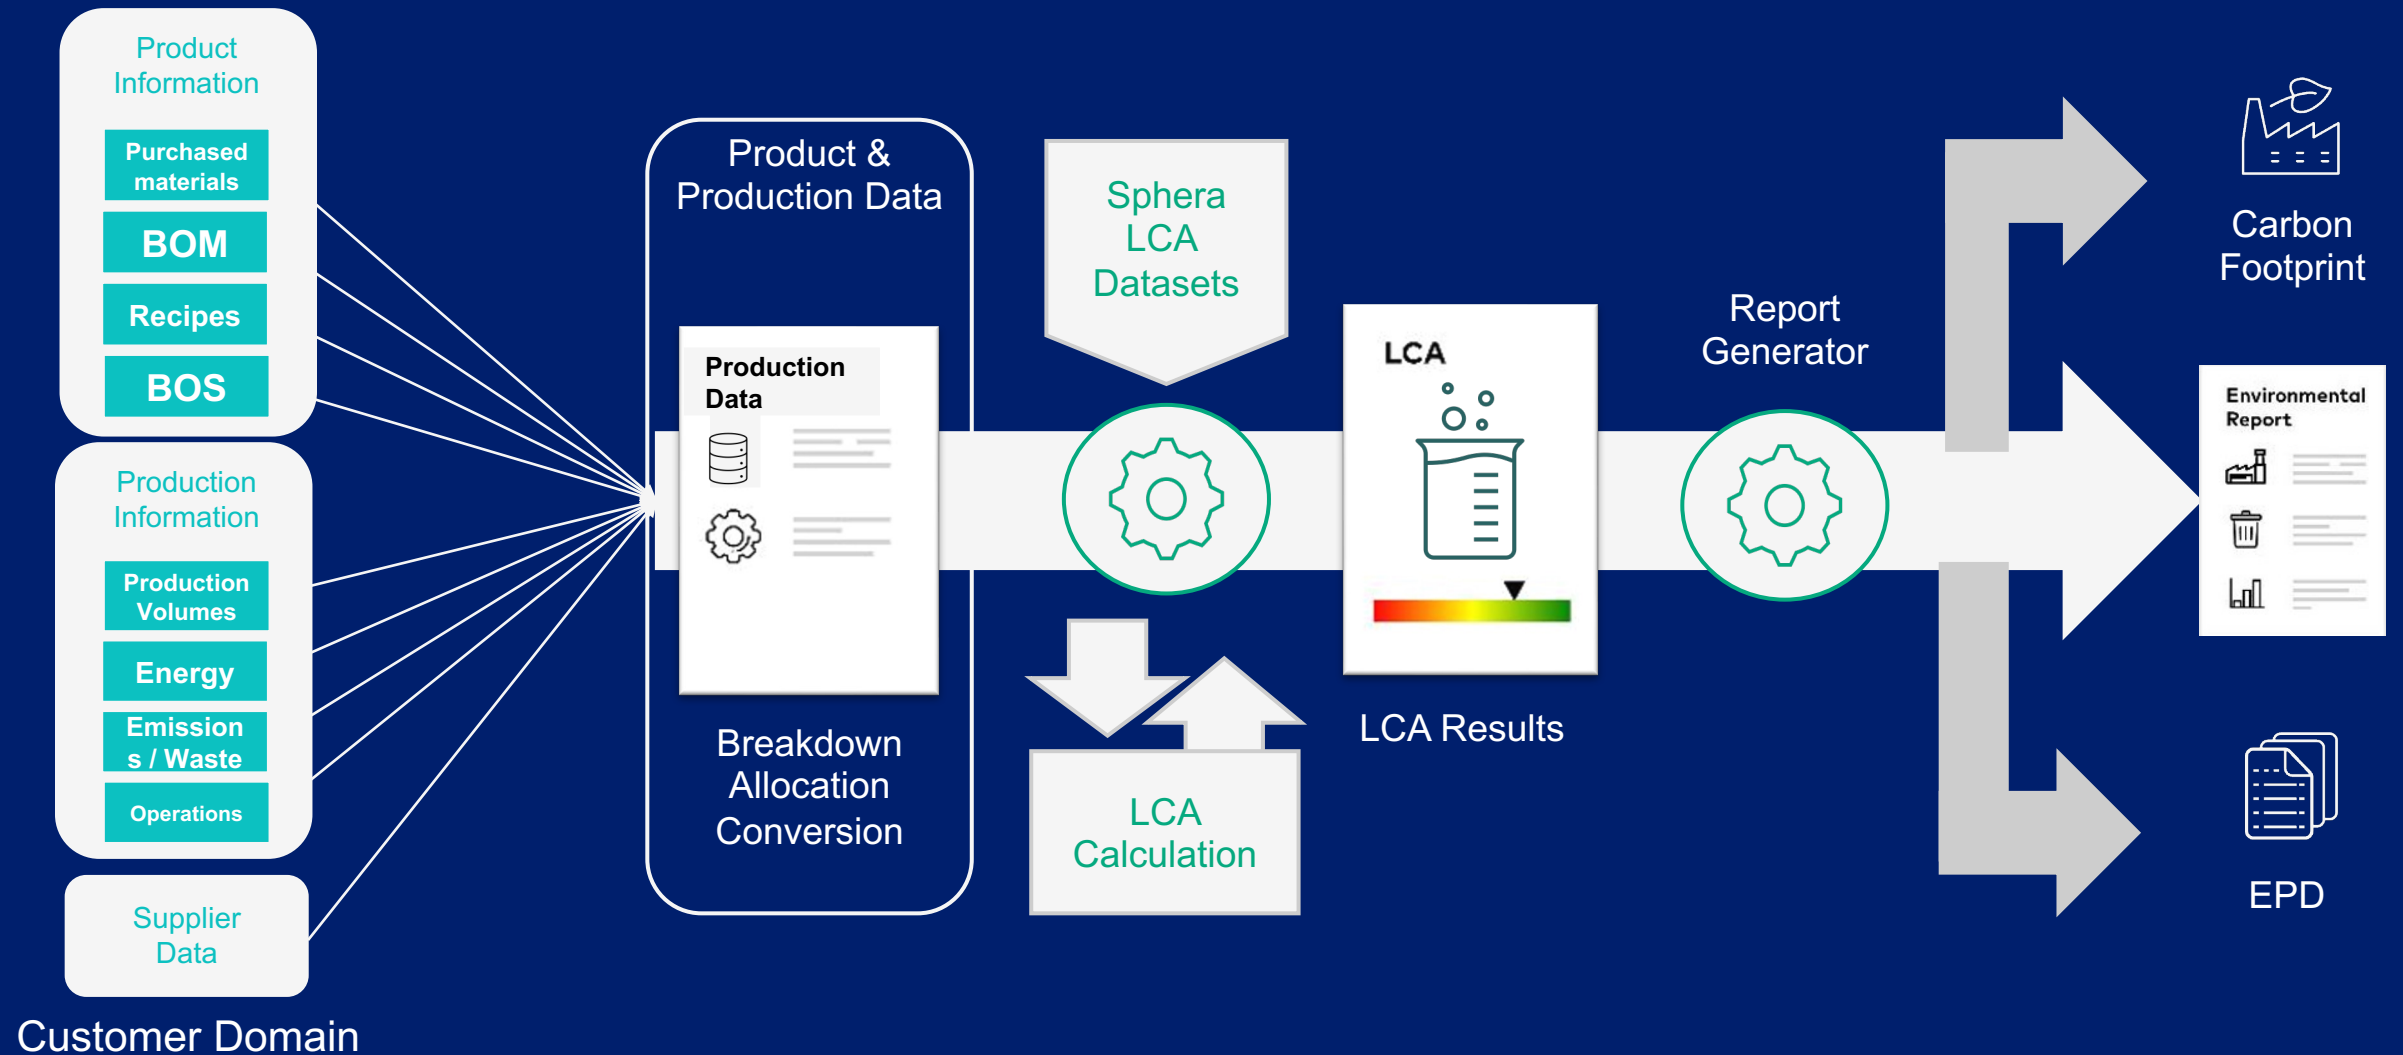 Product
Information
Purchased
materials
BOM
Recipes
BOS
Production
Information
Production
Volumes
Energy
Emission
s / Waste
Operations
Supplier
Data
Customer Domain
Product &
Production Data
Production
Data
Breakdown
Allocation
Conversion
Sphera
LCA
Datasets
LCA
Calculation
LCA
LCA Results
Report
Generator
Carbon
Footprint
Environmental
Report
EPD